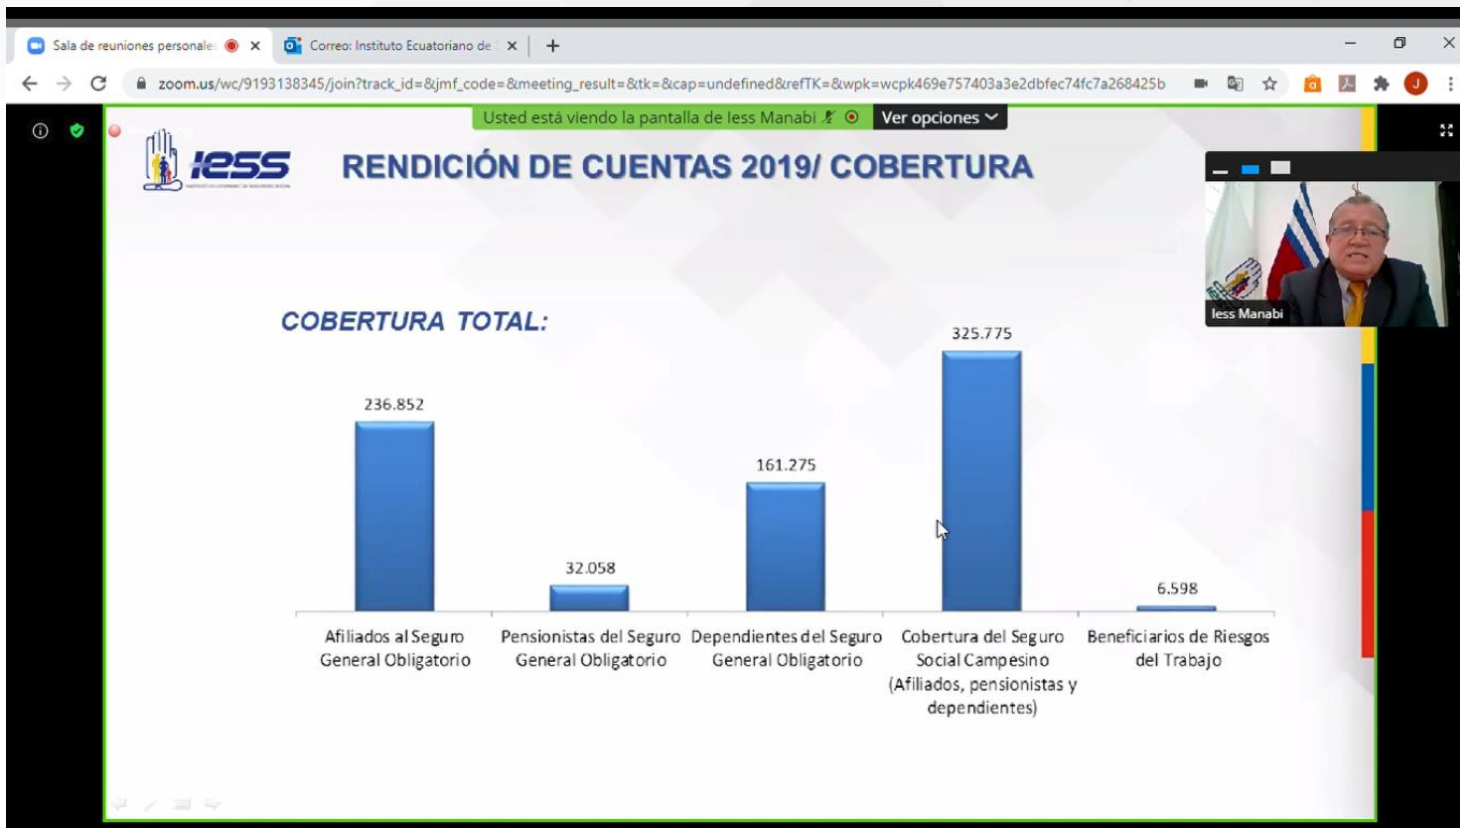 Sala de reuniones personales
Correo: Instituto Ecuatoriano de
zoom.us/wc/9193138345/join?track_id=&jmf_code=&meeting_result=&tk=&cap=undefined&refTK=&wpk=wcpk469e757403a3e2dbfec74fc7a268425b
J
Usted está viendo la pantalla de Iess Manabi
Ver opciones
IESS
RENDICIÓN DE CUENTAS 2019/ COBERTURA
Iess Manabi
COBERTURA TOTAL:
325.775
236.852
161.275
32.058
6.598
Afiliados al Seguro
General Obligatorio
Pensionistas del Seguro
General Obligatorio
Dependientes del Seguro
General Obligatorio
Cobertura del Seguro
Social Campesino
(Afiliados, pensionistas y
dependientes)
Beneficiarios de Riesgos
del Trabajo